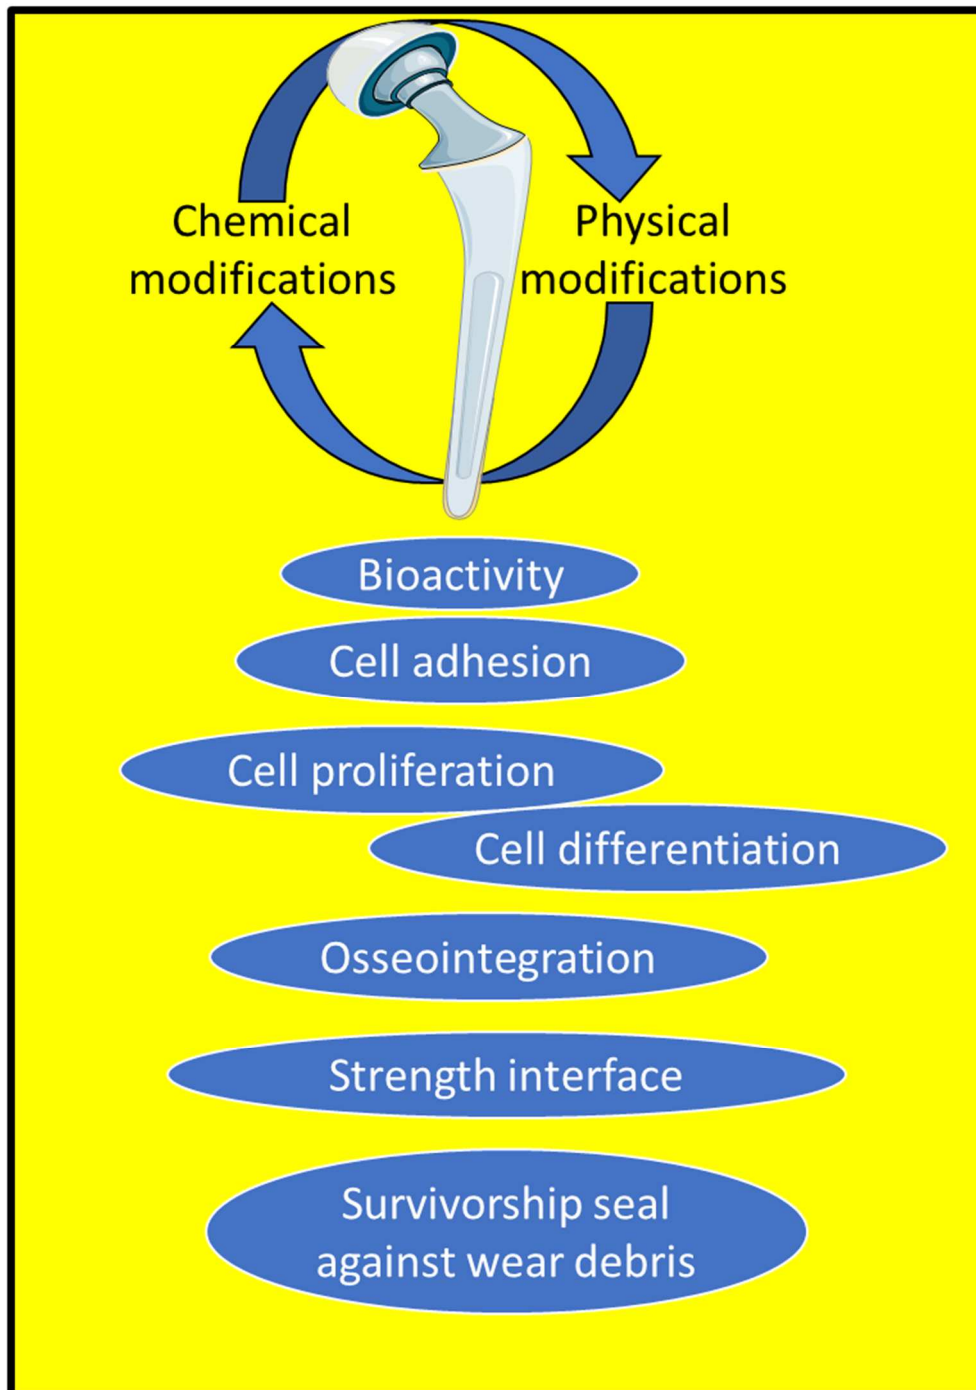 Chemical
modifications
Physical
modifications
Bioactivity
Cell adhesion
Cell proliferation
Cell differentiation
Osseointegration
Strength interface
Survivorship seal
against wear debris